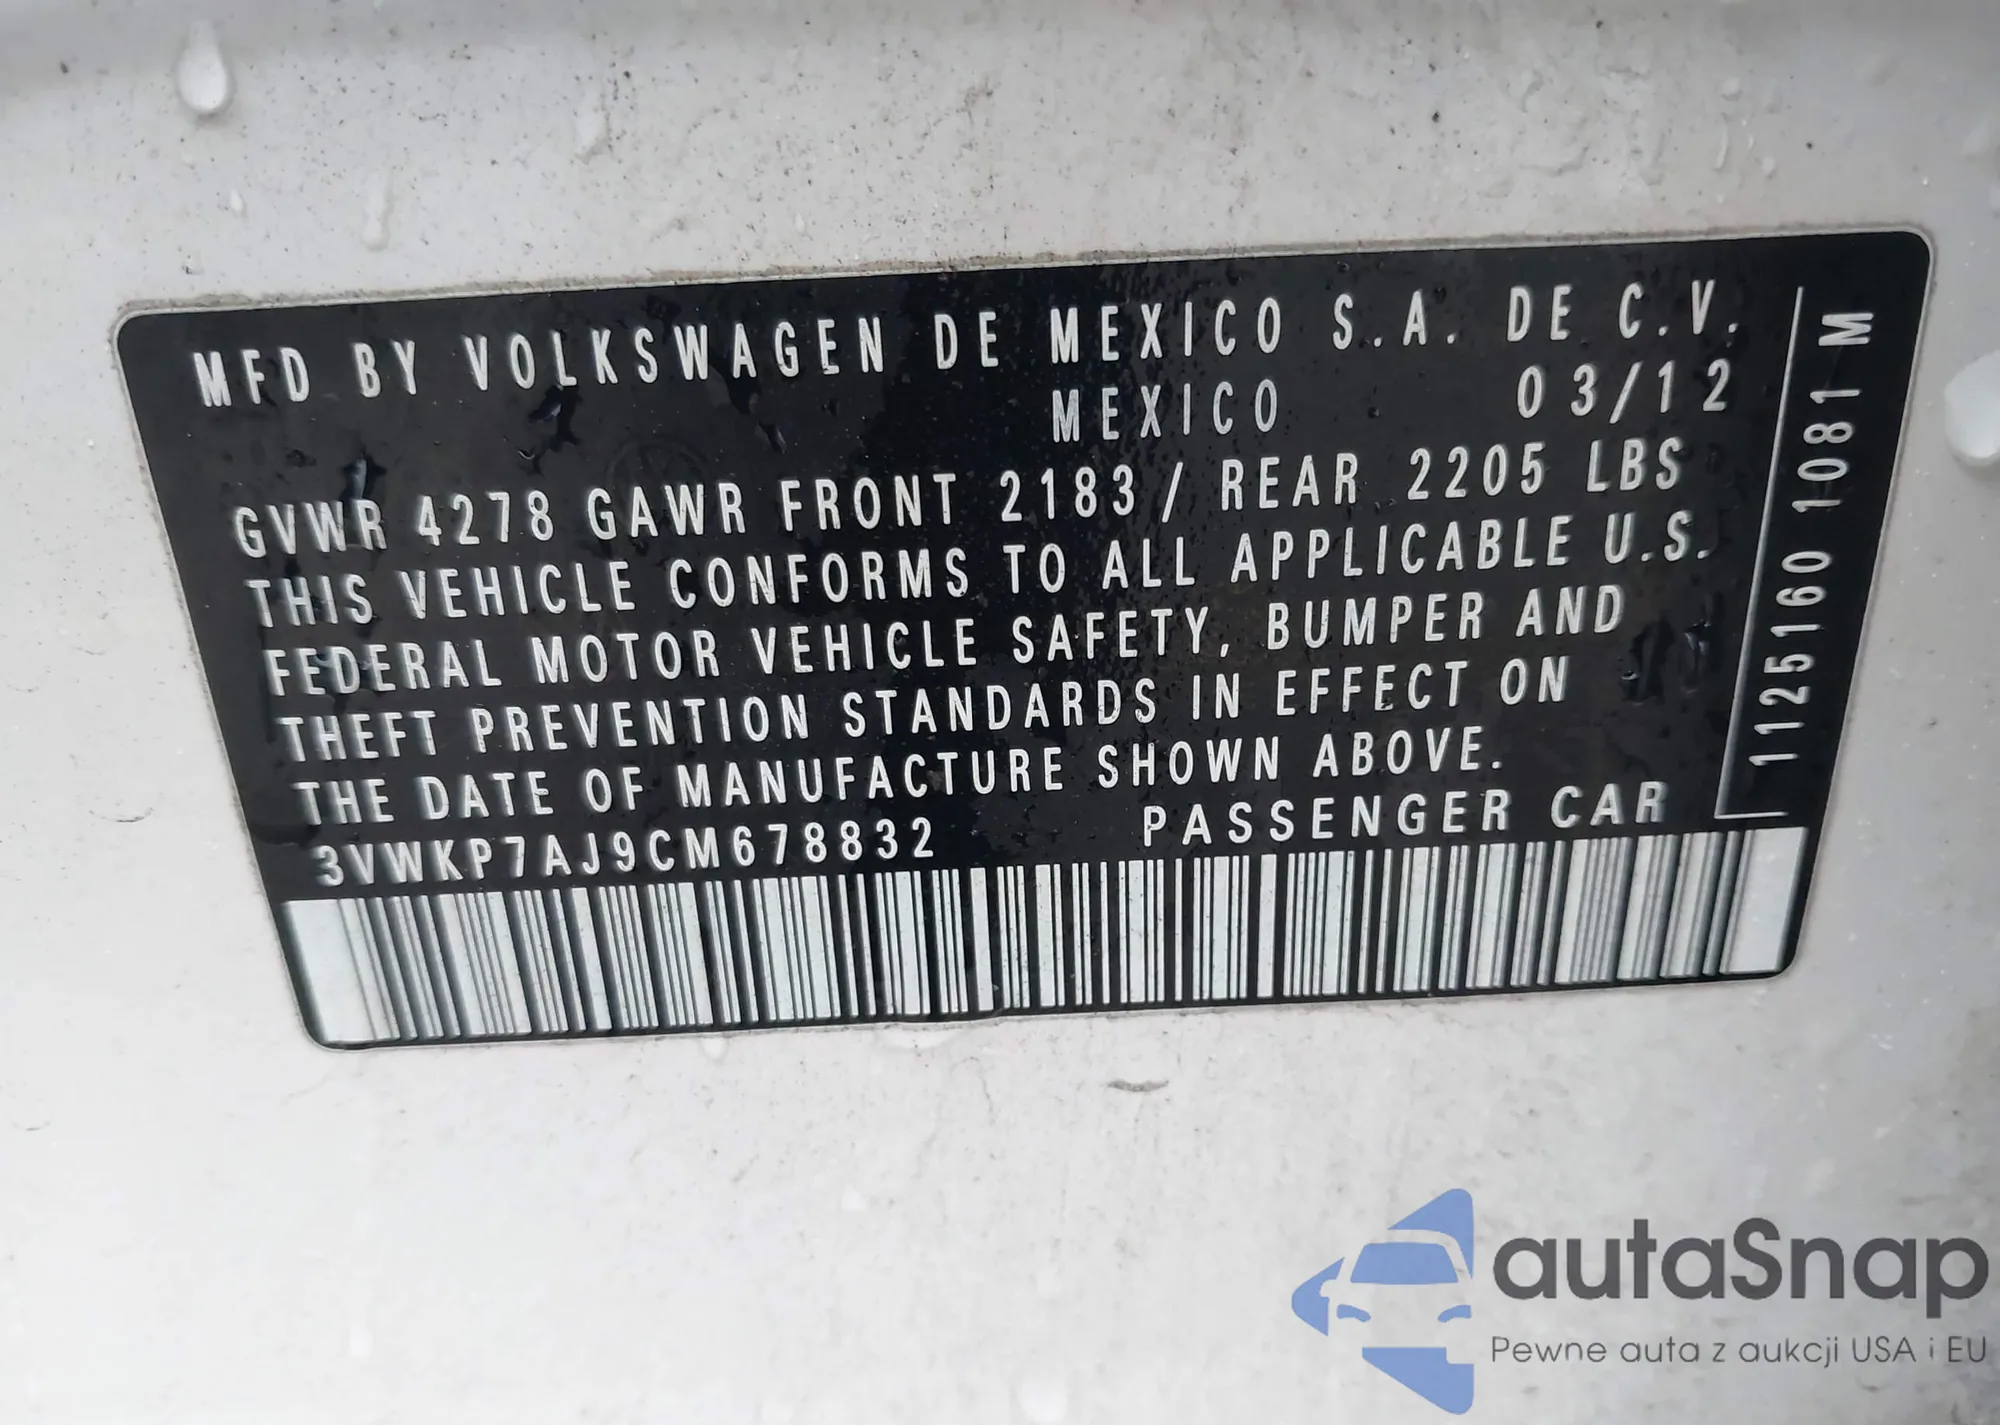 MFD BY VOLKSWAGEN DE MEXICO S.A. DE C.V.
MEXICO 03/12
GVWR 4278 GAWR FRONT 2183 / REAR 2205 LBS
THIS VEHICLE CONFORMS TO ALL APPLICABLE U.S.
FEDERAL MOTOR VEHICLE SAFETY, BUMPER AND
THEFT PREVENTION STANDARDS IN EFFECT ON
THE DATE OF MANUFACTURE SHOWN ABOVE.
3VWKP7AJ9CM678832 PASSENGER CAR
1125160 1081 M
autaSnap
Pewne auta z aukcji USA i EU